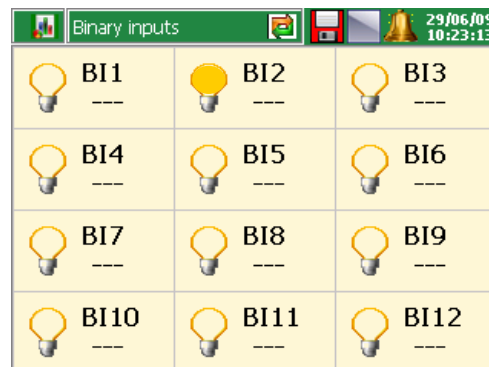 Binary inputs
29/06/09
10:23:13
BI1
---
BI2
---
BI3
---
BI4
---
BI5
---
BI6
---
BI7
---
BI8
---
BI9
---
BI10
---
BI11
---
BI12
---